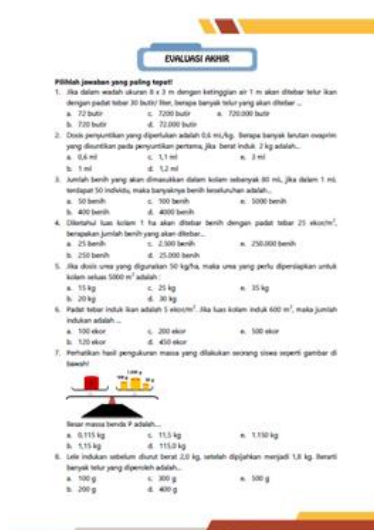 EVALUASI AKHIR
Pilihlah jawaban yang paling tepat!
1. Jika dalam wadah ukuran 8 x 3 m dengan ketinggian air 1 m akan ditebar telur ikan
dengan padat tebar 30 butir/ liter, berapa banyak telur yang akan ditebar ...
a. 72 butir c. 7200 butir e. 720.000 butir
b. 720 butir d. 72.000 butir
2. Dosis penyuntikan yang diperlukan adalah 0,6 mL/kg. Berapa banyak larutan ovaprim
yang disuntikan pada penyuntikan pertama, jika berat induk 2 kg adalah...
a. 0,6 ml c. 1,1 ml e. 3 ml
b. 1 ml d. 1,2 ml
3. Jumlah benih yang akan dimasukkan dalam kolam sebanyak 80 mL, jika dalam 1 mL
terdapat 50 individu, maka banyaknya benih keseluruhan adalah..
a. 50 benih c. 500 benih e. 5000 benih
b. 400 benih d. 4000 benih
4. Diketahui luas kolam 1 ha akan ditebar benih dengan padat tebar 25 ekor/m²,
berapakan jumlah benih yang akan ditebar...
a. 25 benih c. 2.500 benih e. 250.000 benih
b. 250 benih d. 25.000 benih
5. Jika dosis urea yang digunakan 50 kg/ha, maka urea yang perlu dipersiapkan untuk
kolam seluas 5000 m² adalah :
a. 15 kg c. 25 kg e. 35 kg
b. 20 kg d. 30 kg
6. Padat tebar induk ikan adalah 5 ekor/m². Jika luas kolam induk 600 m², maka jumlah
indukan adalah ...
a. 100 ekor c. 200 ekor e. 500 ekor
b. 120 ekor d. 450 ekor
7. Perhatikan hasil pengukuran massa yang dilakukan seorang siswa seperti gambar di
bawah!
Besar massa benda P adalah...
a. 0,115 kg c. 11,5 kg e. 1.150 kg
b. 1,15 kg d. 115,0 kg
8. Lele indukan sebelum diurut berat 2,0 kg, setelah dipijahkan menjadi 1,8 kg. Berarti
banyak telur yang diperoleh adalah..
a. 100 g c. 300 g e. 500 g
b. 200 g d. 400 g